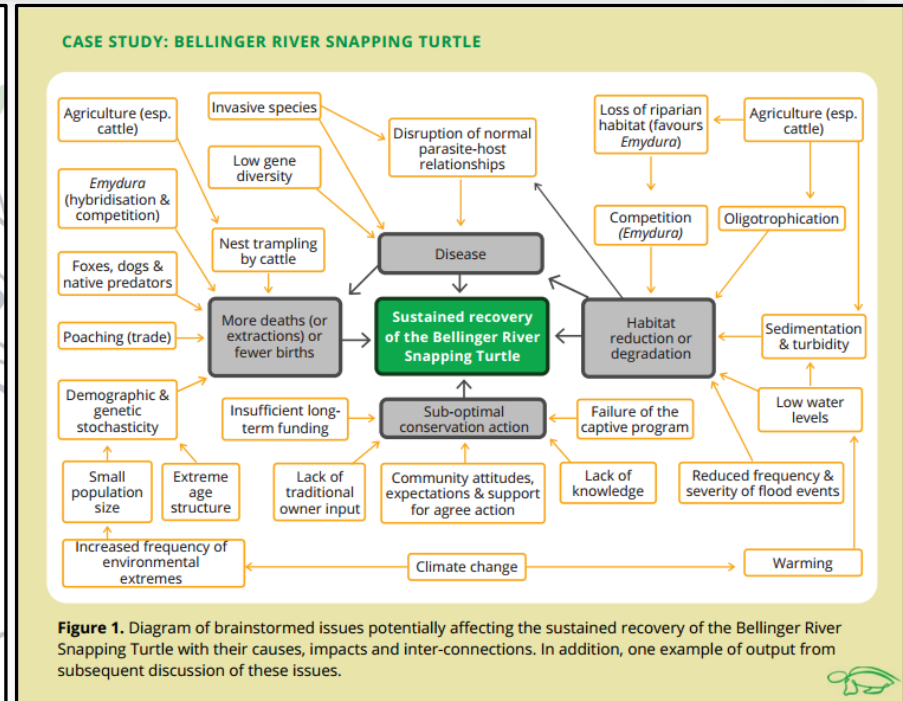 CASE STUDY: BELLINGER RIVER SNAPPING TURTLE
Agriculture (esp.
cattle)
Invasive species
Disruption of normal
parasite-host
relationships
Loss of riparian
habitat (favours
Emydura)
Agriculture (esp.
cattle)
Low gene
diversity
Emydura
(hybridisation &
competition)
Nest trampling
by cattle
Competition
(Emydura)
Oligotrophication
Disease
Foxes, dogs &
native predators
More deaths (or
extractions) or
fewer births
Sustained recovery
of the Bellinger River
Snapping Turtle
Habitat
reduction or
degradation
Poaching (trade)
Sedimentation
& turbidity
Demographic &
genetic
stochasticity
Insufficient long-
term funding
Sub-optimal
conservation action
Failure of the
captive program
Low water
levels
Small
population
size
Extreme
age
structure
Lack of
traditional
owner input
Community attitudes,
expectations & support
for agree action
Lack of
knowledge
Reduced frequency &
severity of flood events
Increased frequency of
environmental
extremes
Climate change
Warming
Figure 1. Diagram of brainstormed issues potentially affecting the sustained recovery of the Bellinger River
Snapping Turtle with their causes, impacts and inter-connections. In addition, one example of output from
subsequent discussion of these issues.